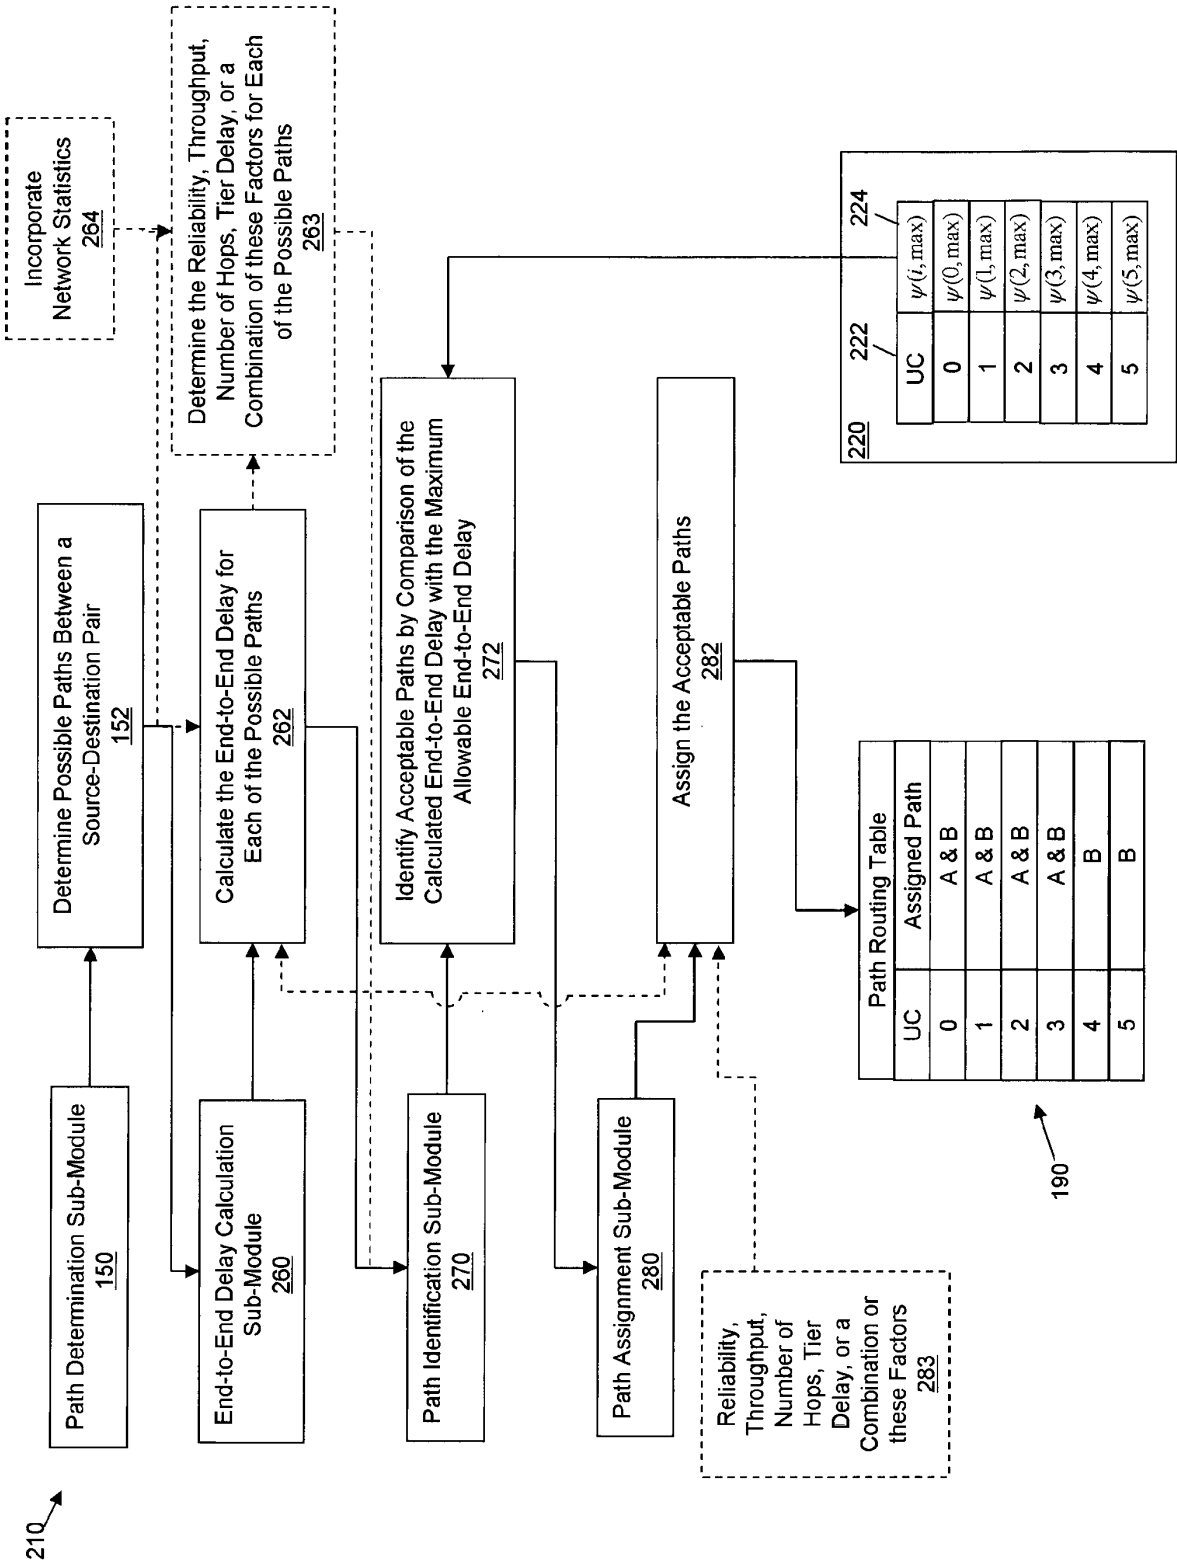 210
Path Determination Sub-Module
150
Determine Possible Paths Between a
Source-Destination Pair
152
Incorporate
Network Statistics
264
End-to-End Delay Calculation
Sub-Module
260
Calculate the End-to-End Delay for
Each of the Possible Paths
262
Determine the Reliability, Throughput,
Number of Hops, Tier Delay, or a
Combination of these Factors for Each
of the Possible Paths
263
Path Identification Sub-Module
270
Identify Acceptable Paths by Comparison of the
Calculated End-to-End Delay with the Maximum
Allowable End-to-End Delay
272
Path Assignment Sub-Module
280
Assign the Acceptable Paths
282
Reliability,
Throughput,
Number of
Hops, Tier
Delay, or a
Combination or
these Factors
283
190
Path Routing Table
UC Assigned Path
0 A & B
1 A & B
2 A & B
3 A & B
4 B
5 B
220
222
224
UC ψ(i, max)
0 ψ(0, max)
1 ψ(1, max)
2 ψ(2, max)
3 ψ(3, max)
4 ψ(4, max)
5 ψ(5, max)